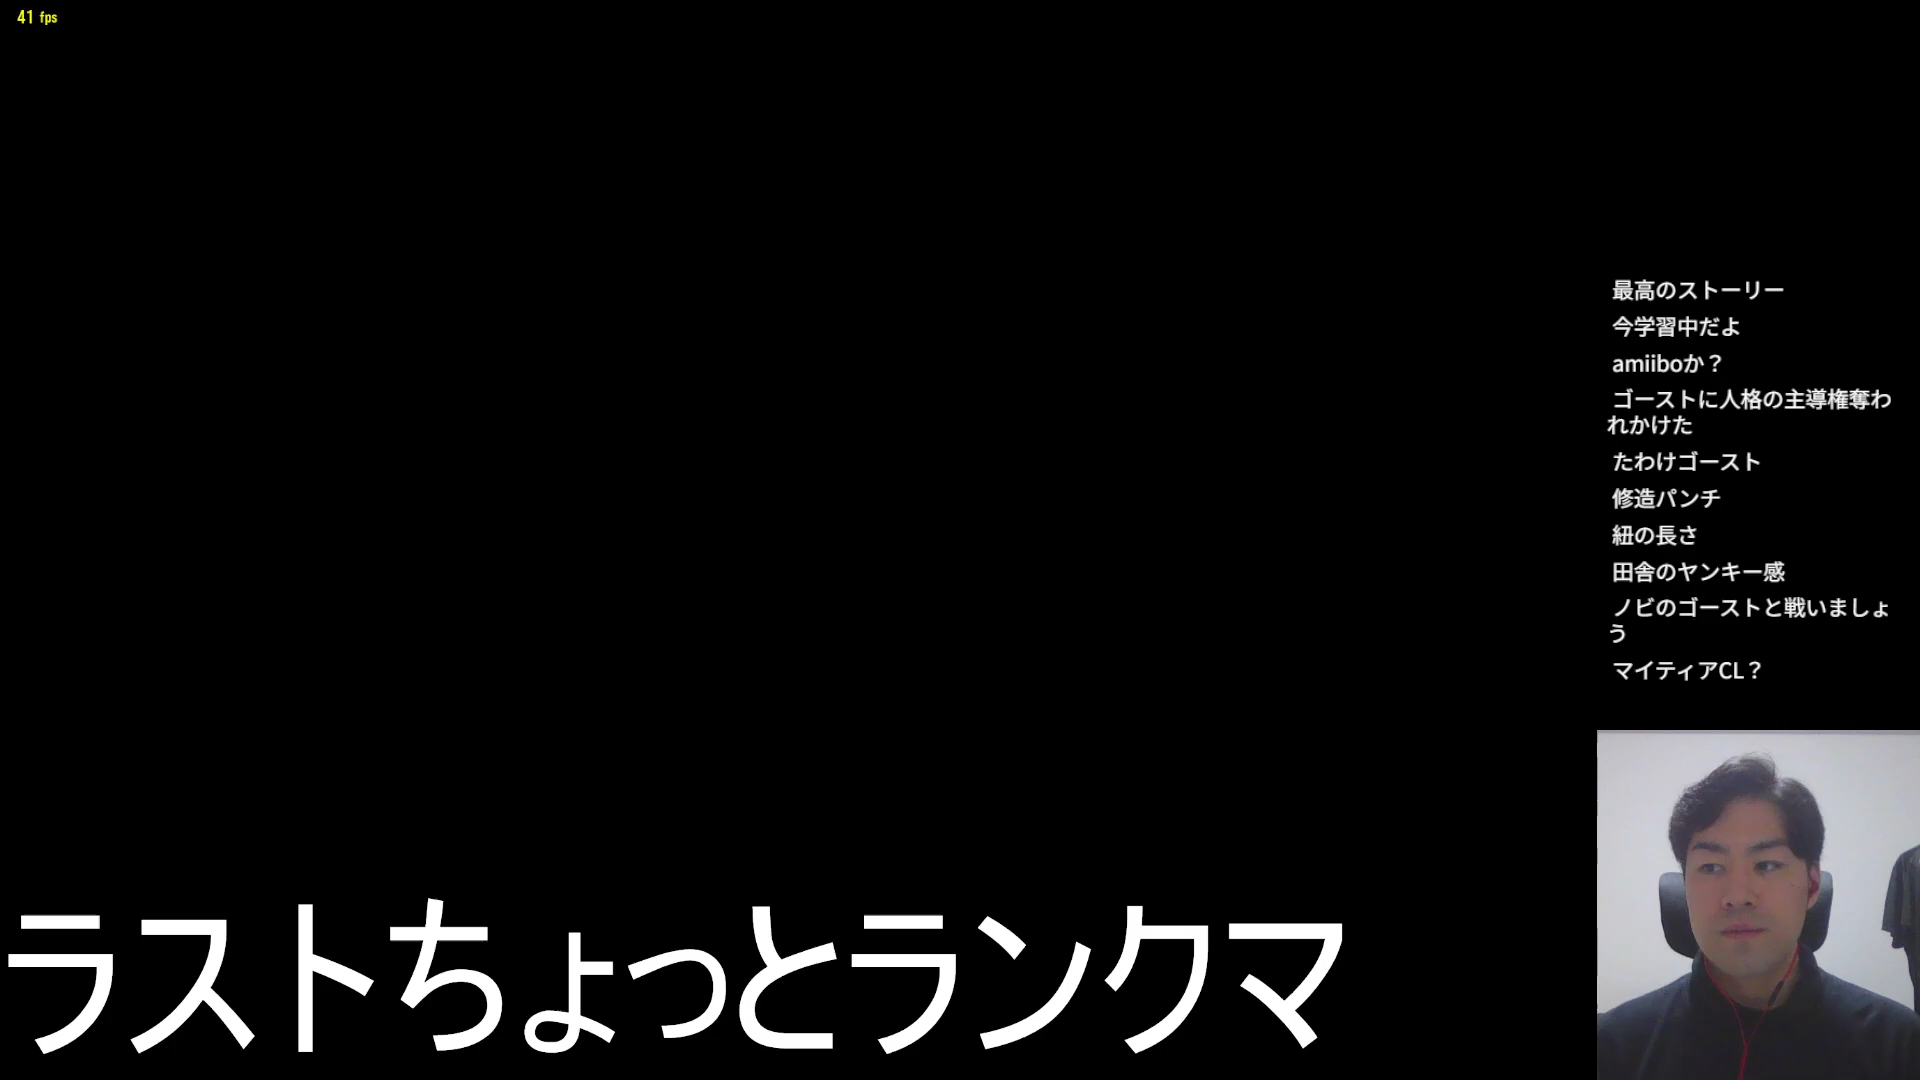 41 fps
最高のストーリー
今学習中だよ
amiiboか？
ゴーストに人格の主導権奪わ
れかけた
たわけゴースト
修造パンチ
紐の長さ
田舎のヤンキー感
ノビのゴーストと戦いましょ
う
マイティアCL？
ラストちょっとランクマ